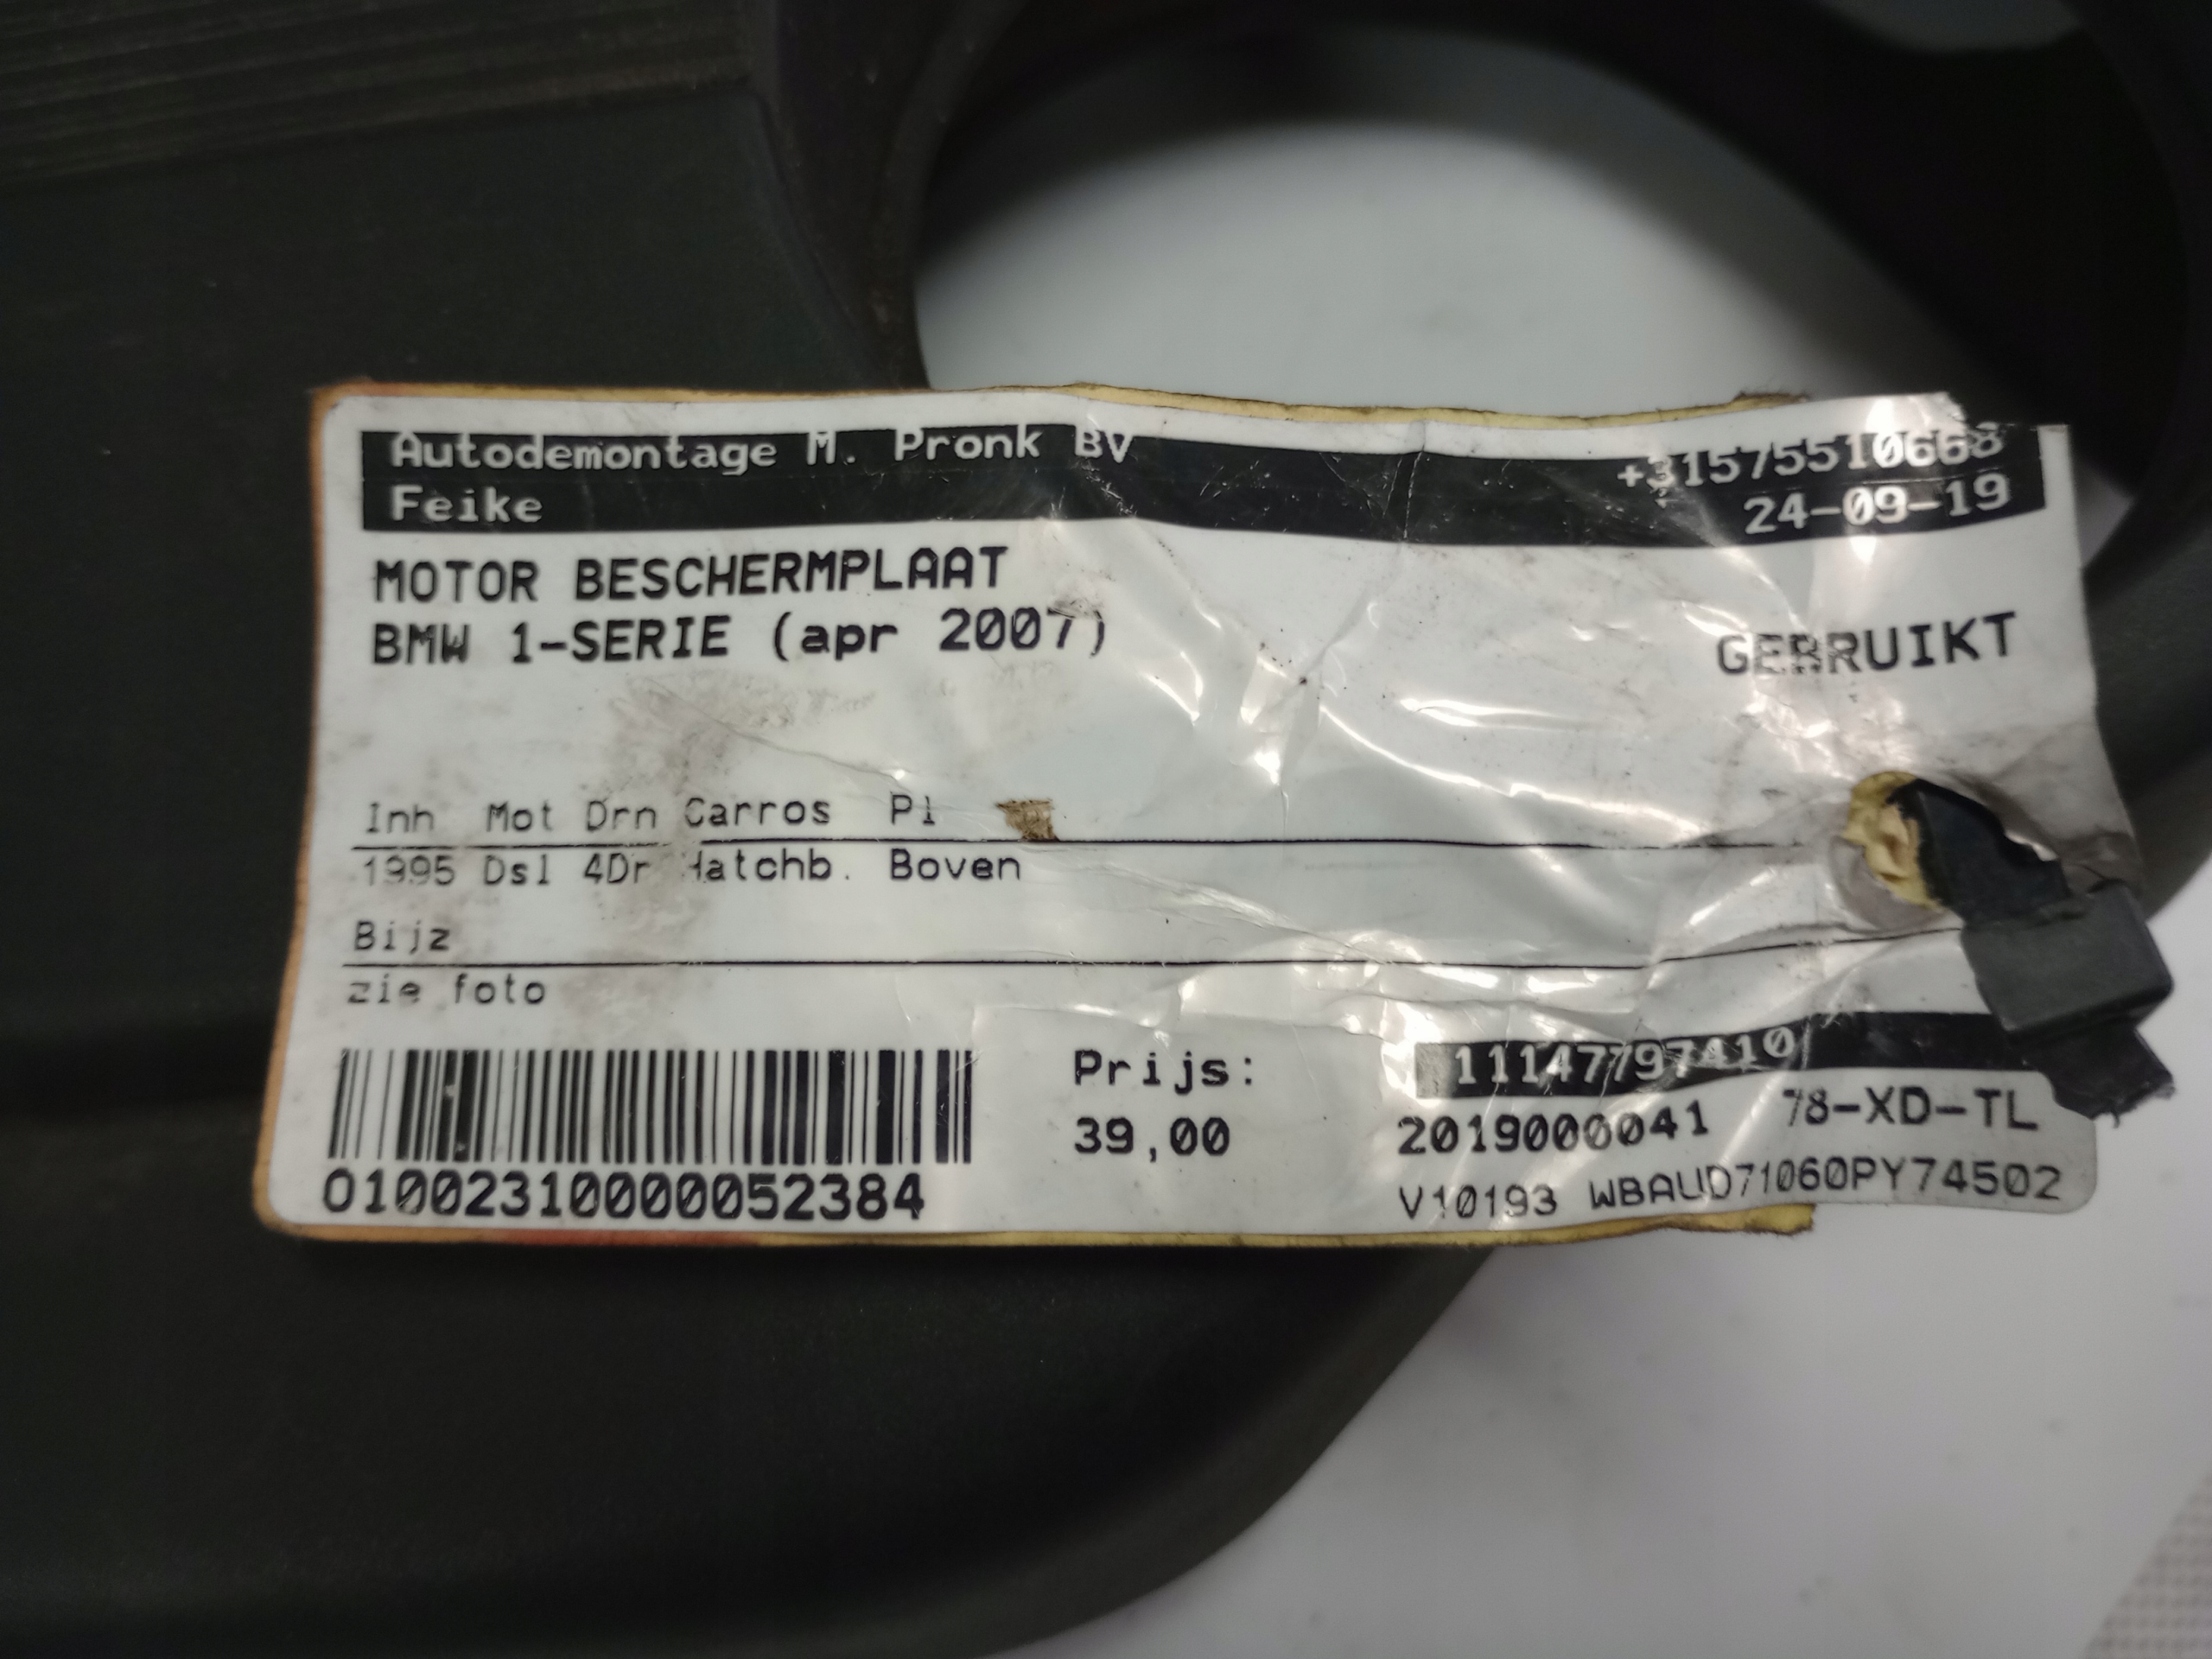 Autodemontage M. Pronk BV
+31575510668
Feike
24-09-19
MOTOR BESCHERMPLAAT
BMW 1-SERIE (apr 2007)
GEBRUIKT
Inh Mot Drn Carros Pl
1995 Dsl 4Dr Hatchb. Boven
Bijz
zie foto
Prijs:
11147797410
39,00
2019000041 78-XD-TL
01002310000052384
V10193 WBAUD71060PY74502